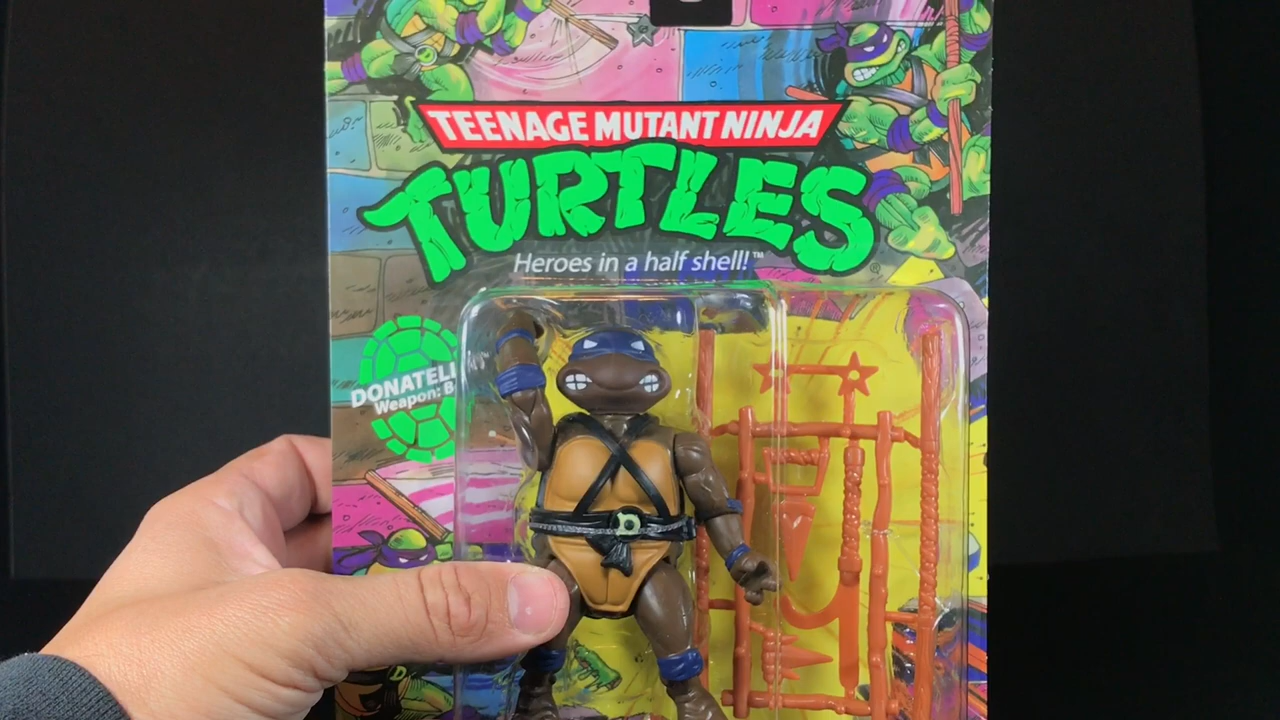 TEENAGE MUTANT NINJA
TURTLES
Heroes in a half shell!™
®
DONATELL
Weapon: B
D